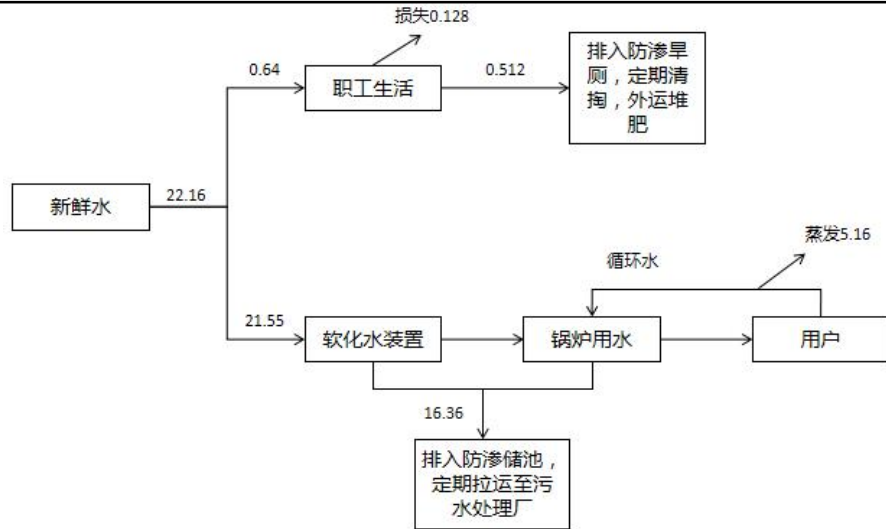 损失0.128
0.64
职工生活
0.512
排入防渗旱
厕，定期清
掏，外运堆
肥
新鲜水
22.16
蒸发5.16
循环水
21.55
软化水装置
锅炉用水
用户
16.36
排入防渗储池，
定期拉运至污
水处理厂